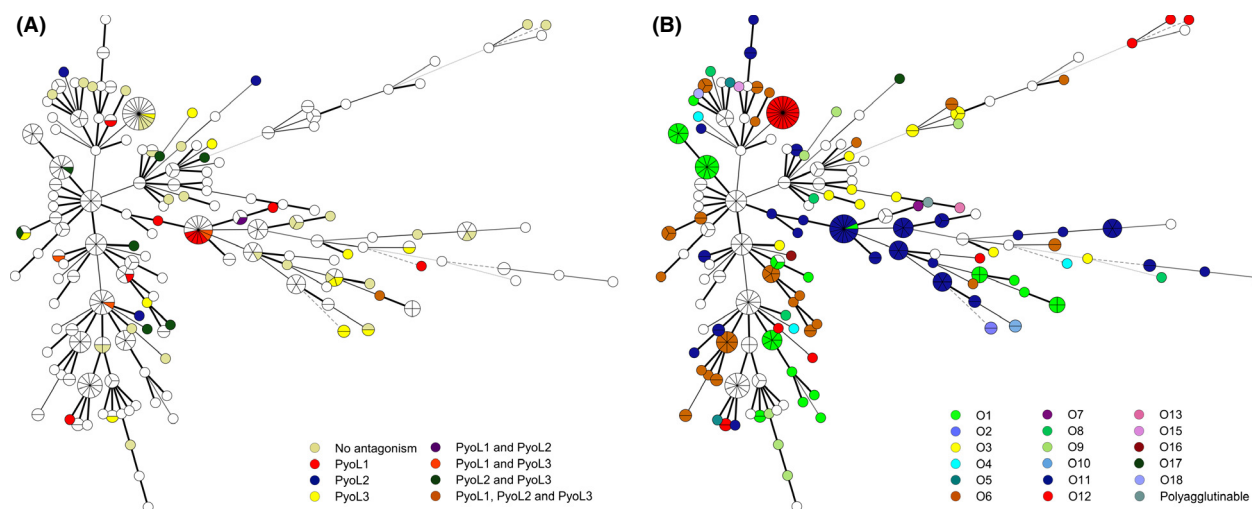 (A)
No antagonism
PyoL1
PyoL2
PyoL3
PyoL1 and PyoL2
PyoL1 and PyoL3
PyoL2 and PyoL3
PyoL1, PyoL2 and PyoL3
(B)
O1
O2
O3
O4
O5
O6
O7
O8
O9
O10
O11
O12
O13
O15
O16
O17
O18
Polyagglutinable